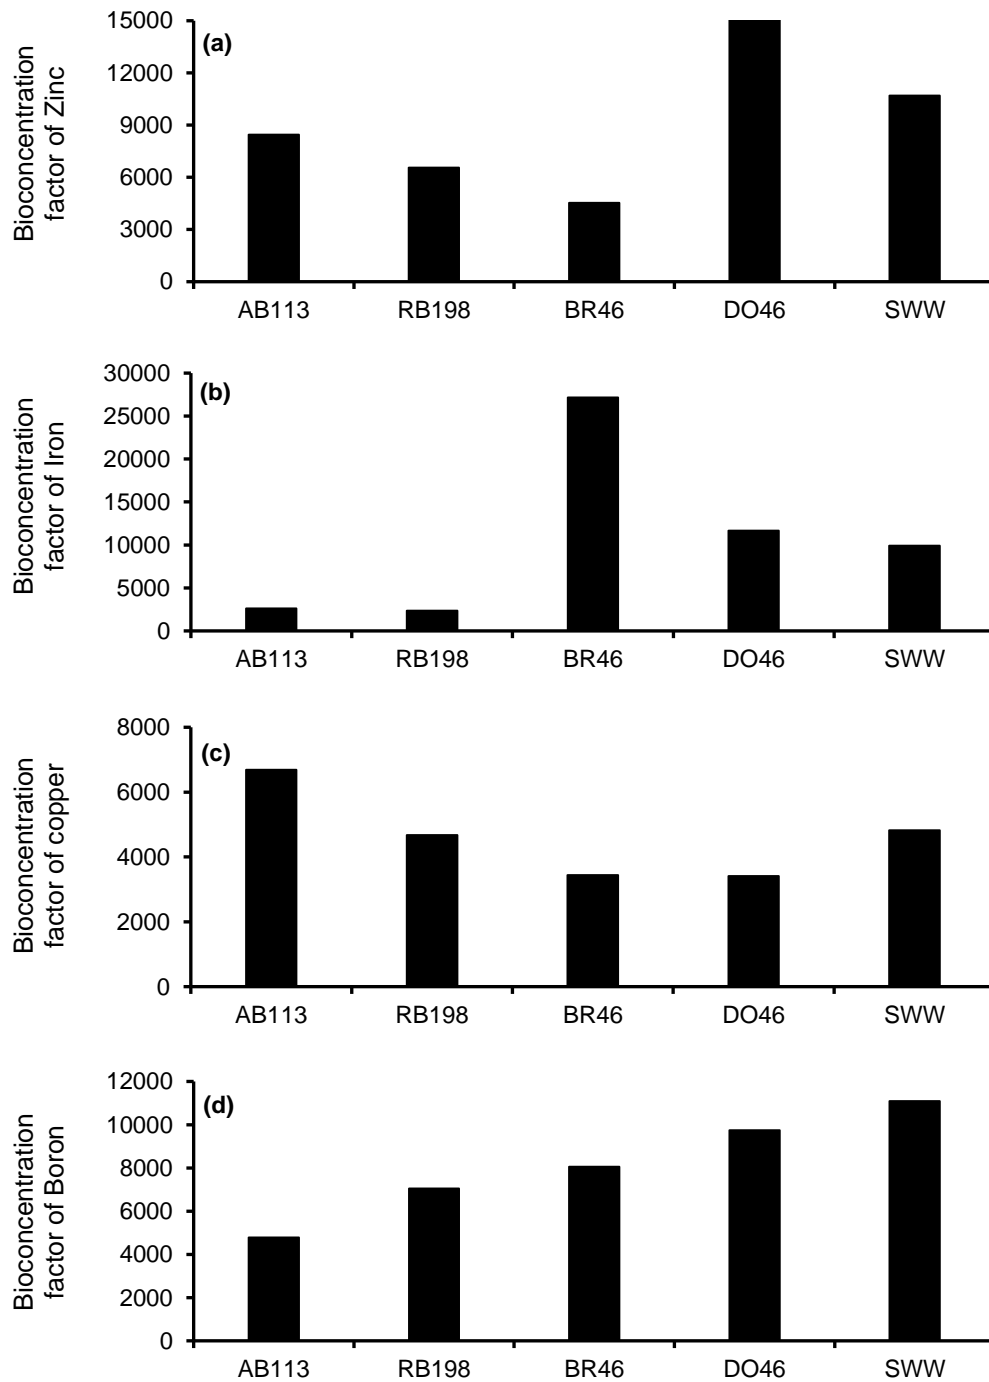 Bioconcentration
factor of Zinc
(a)
15000
12000
9000
6000
3000
0
AB113 RB198 BR46 DO46 SWW
Bioconcentration
factor of Iron
(b)
30000
25000
20000
15000
10000
5000
0
AB113 RB198 BR46 DO46 SWW
Bioconcentration
factor of copper
(c)
8000
6000
4000
2000
0
AB113 RB198 BR46 DO46 SWW
Bioconcentration
factor of Boron
(d)
12000
10000
8000
6000
4000
2000
0
AB113 RB198 BR46 DO46 SWW